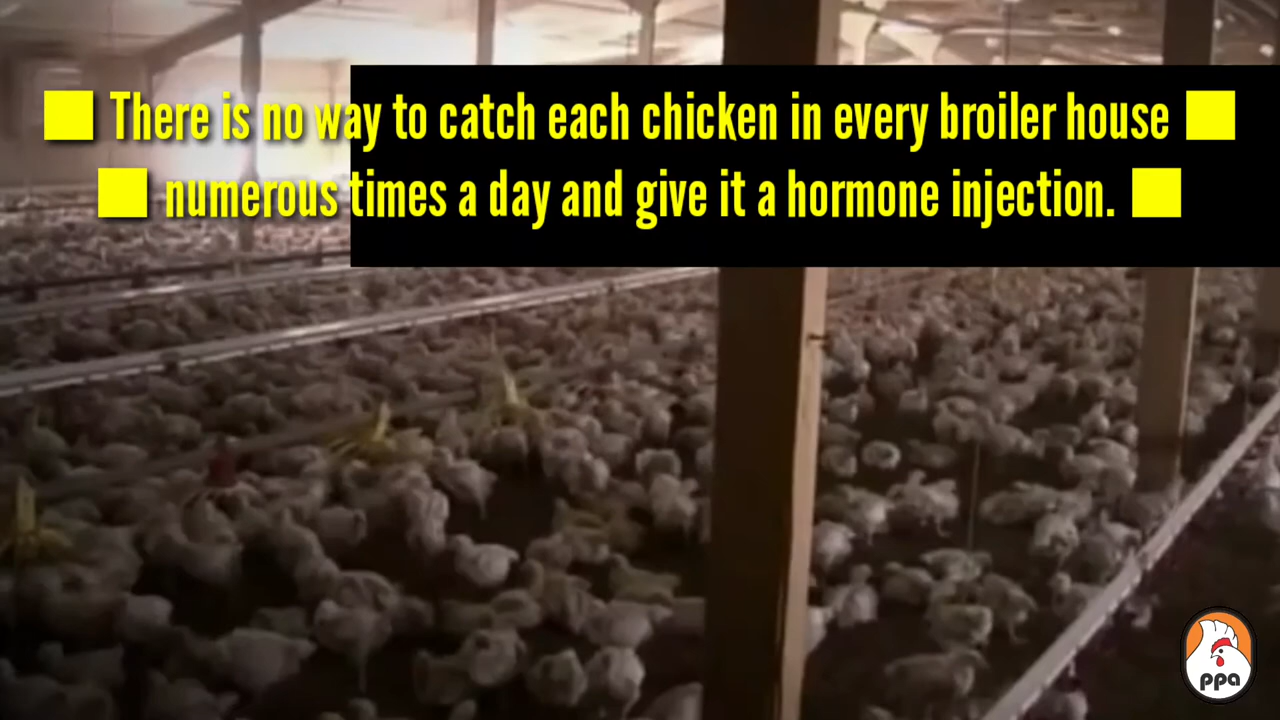 There is no way to catch each chicken in every broiler house
numerous times a day and give it a hormone injection.
ppa